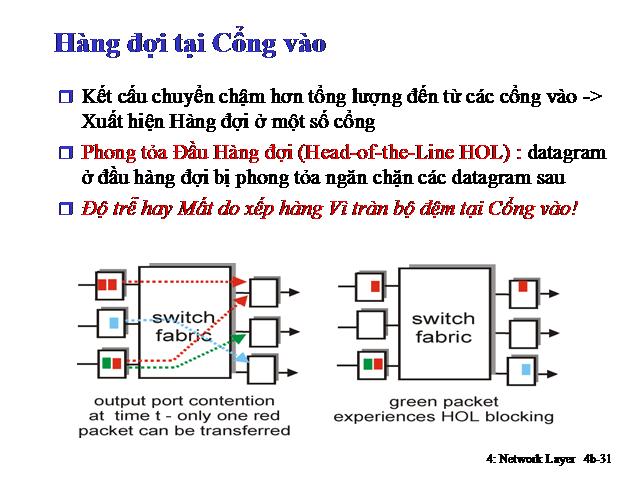 Hàng đợi tại Cổng vào
Kết cấu chuyển chậm hơn tổng lượng đến từ các cổng vào ->
Xuất hiện Hàng đợi ở một số cổng
Phong tỏa Đầu Hàng đợi (Head-of-the-Line HOL) : datagram
ở đầu hàng đợi bị phong tỏa ngăn chặn các datagram sau
Độ trễ hay Mất do xếp hàng Vì tràn bộ đệm tại Cổng vào!
switch
fabric
output port contention
at time t - only one red
packet can be transferred
switch
fabric
green packet
experiences HOL blocking
4: Network Layer 4b-31